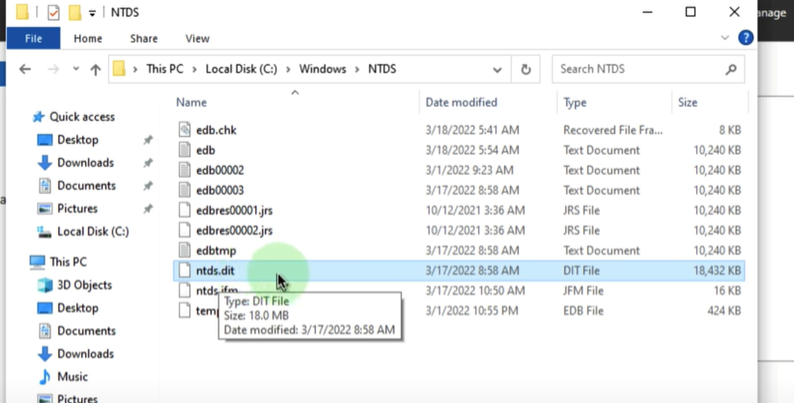 NTDS
anage
File Home Share View
This PC Local Disk (C:) Windows NTDS
Search NTDS
Name Date modified Type Size
Quick access
Desktop
Downloads
Documents
Pictures
Local Disk (C:)
This PC
3D Objects
Desktop
Documents
Downloads
Music
Pictures
edb.chk 3/18/2022 5:41 AM Recovered File Fra... 8 KB
edb 3/18/2022 5:54 AM Text Document 10,240 KB
edb00002 3/1/2022 9:23 AM Text Document 10,240 KB
edb00003 3/17/2022 8:58 AM Text Document 10,240 KB
edbres00001.jrs 10/12/2021 3:36 AM JRS File 10,240 KB
edbres00002.jrs 10/12/2021 3:36 AM JRS File 10,240 KB
edbtmp 3/17/2022 8:58 AM Text Document 10,240 KB
ntds.dit 3/17/2022 8:58 AM DIT File 18,432 KB
ntds.jfm 3/17/2022 10:50 AM JFM File 16 KB
temp 3/1/2022 10:55 PM EDB File 424 KB
Type: DIT File
Size: 18.0 MB
Date modified: 3/17/2022 8:58 AM